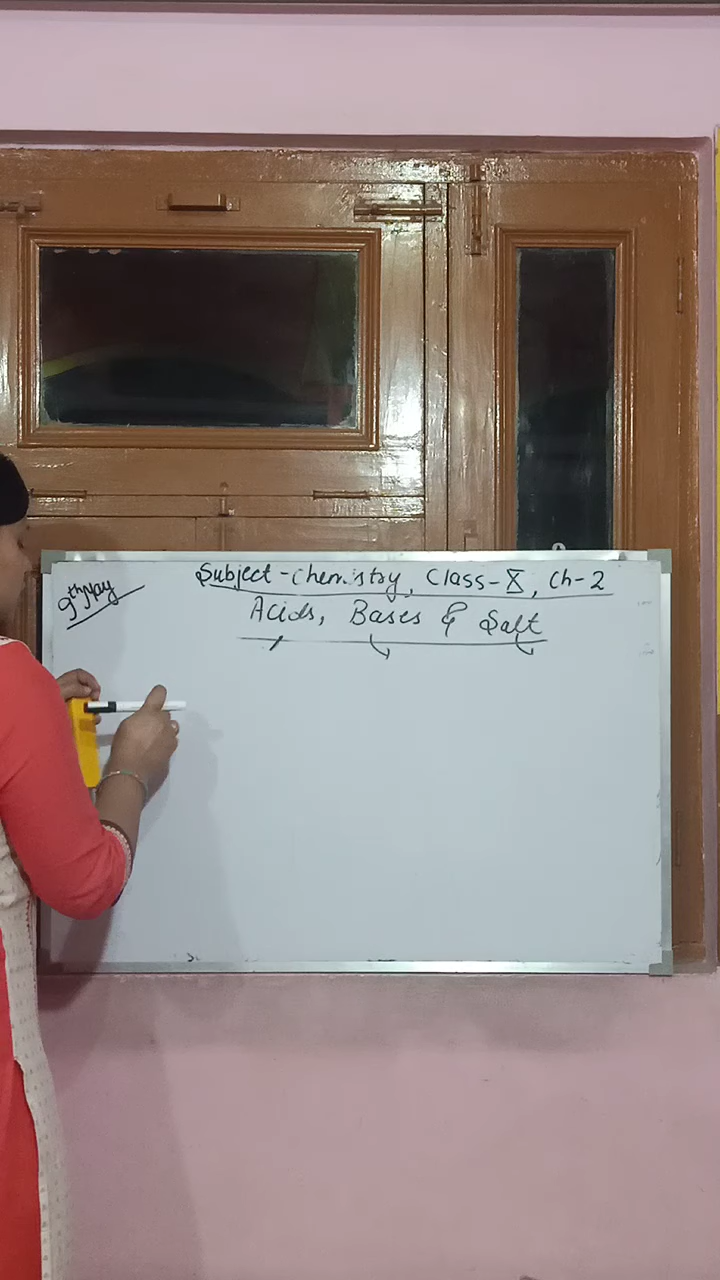 9th May
Subject-Chemistry, Class-X, Ch-2
Acids, Bases & Salt